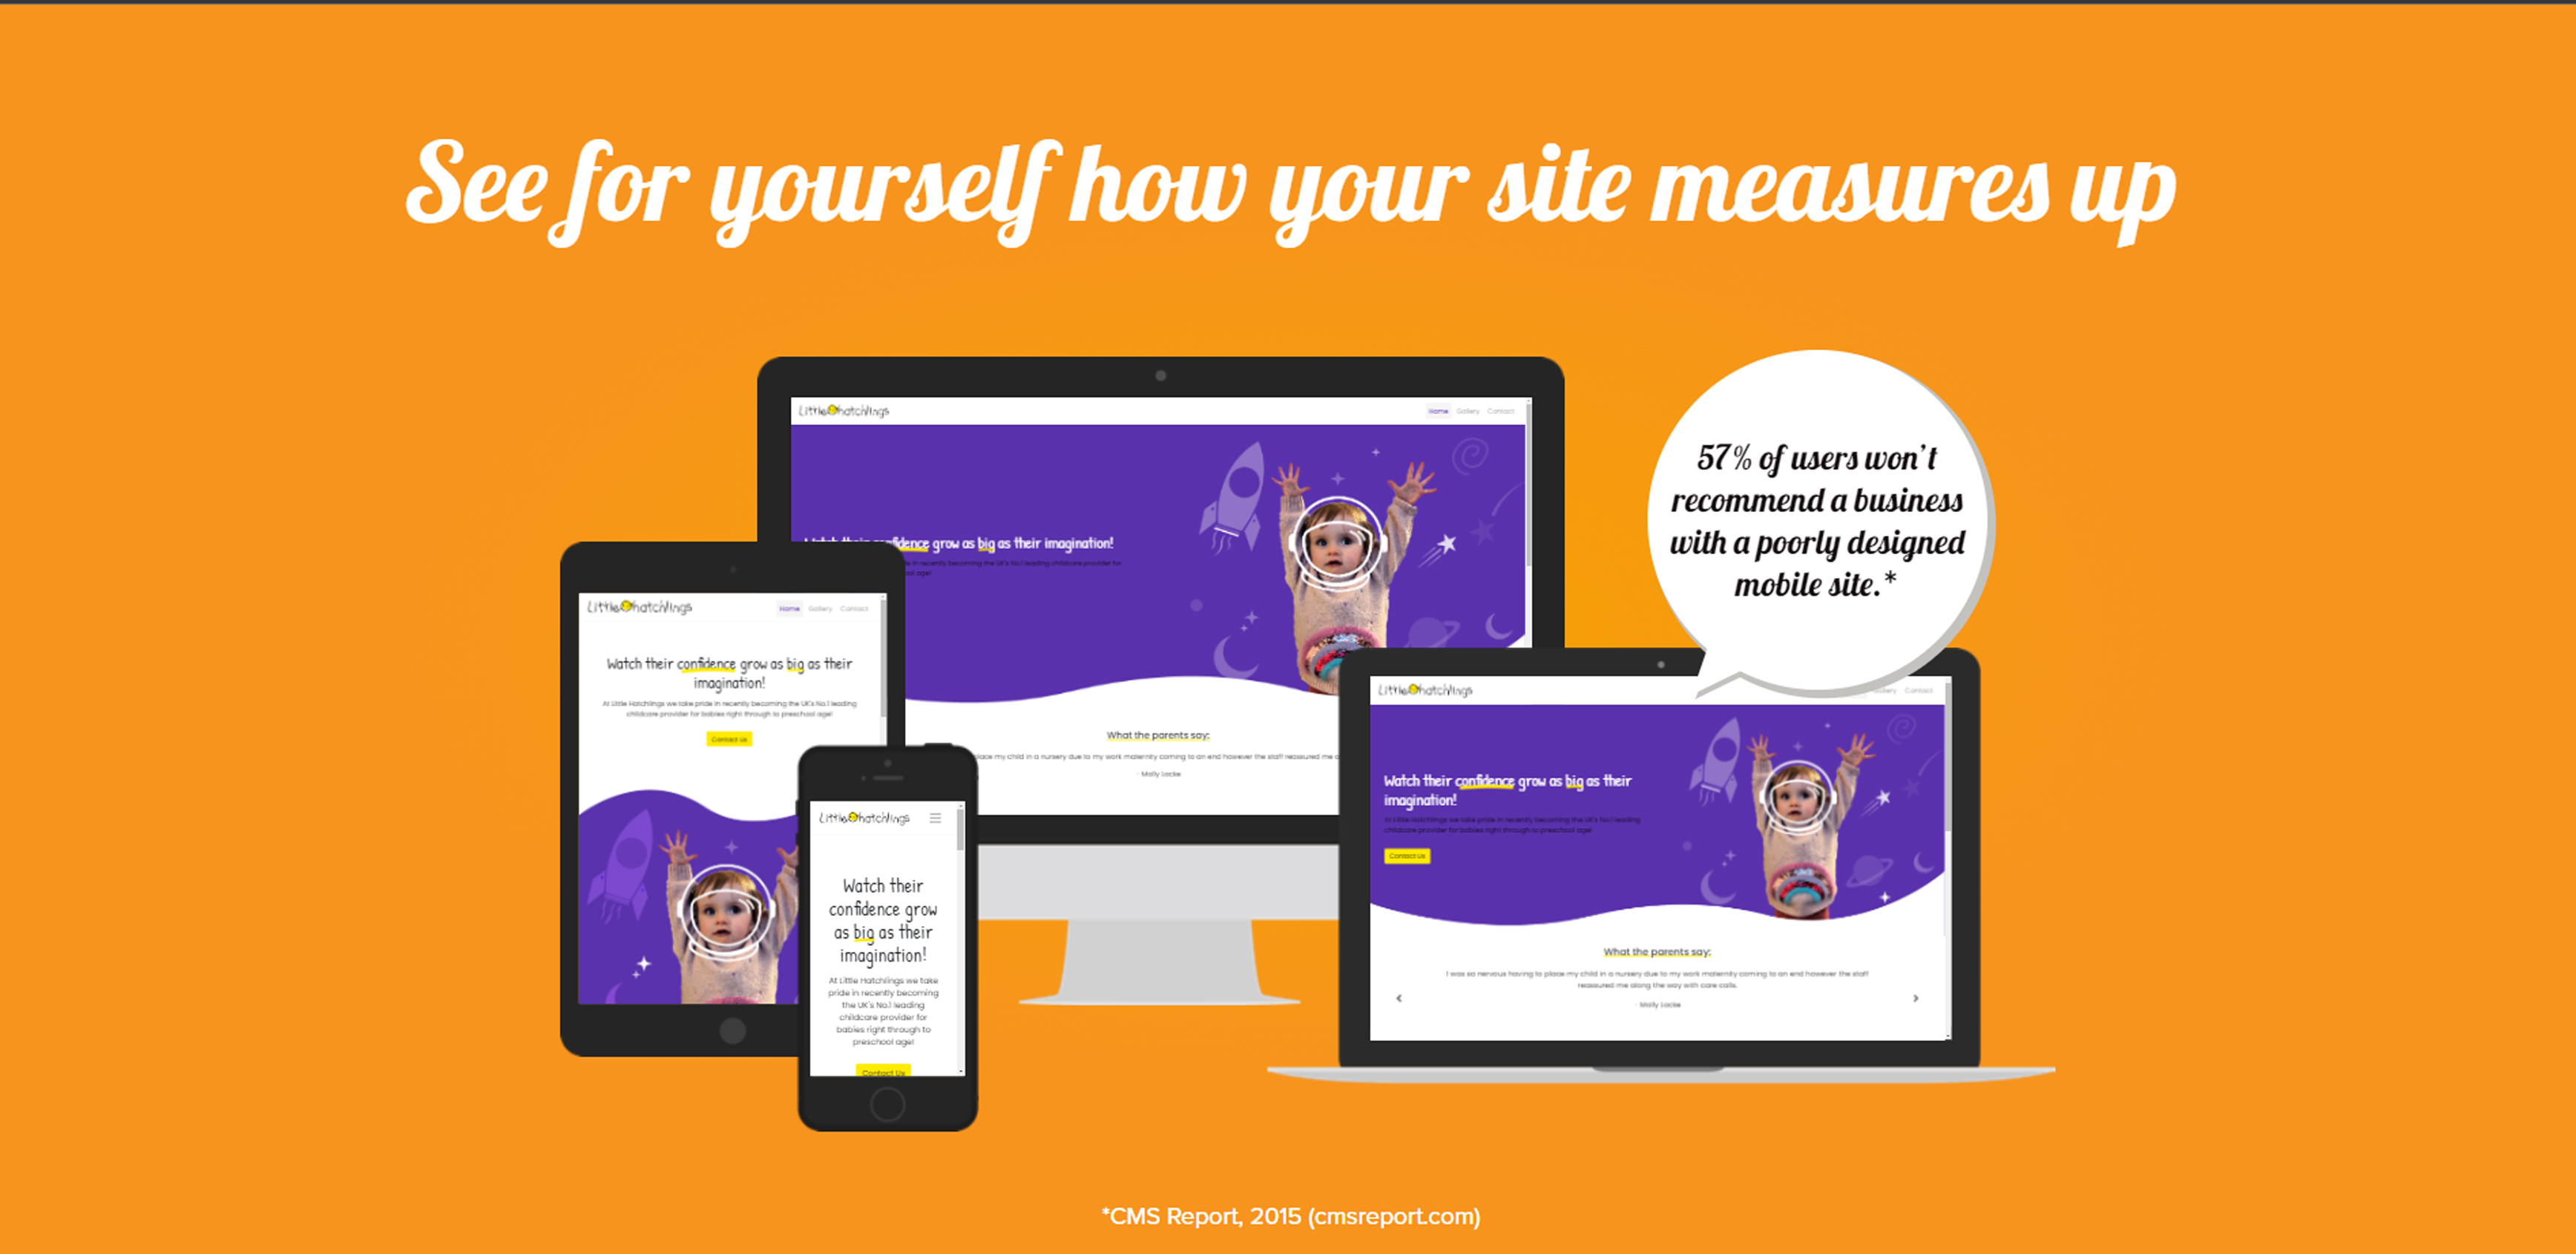 See for yourself how your site measures up
Little hatchlings
Home Gallery Contact
confidence grow as big as their imagination!
in recently becoming the UK's No.1 leading childcare provider for
age!
What the parents say:
place my child in a nursery due to my work maternity coming to an end however the staff reassured me
- Molly Locke
57% of users won't
recommend a business
with a poorly designed
mobile site.*
Little hatchlings
Home Gallery Contact
Watch their confidence grow as big as their
imagination!
At Little Hatchlings we take pride in recently becoming the UK's No.1 leading
childcare provider for babies right through to preschool age!
Contact Us
Little hatchlings
Watch their
confidence grow
as big as their
imagination!
At Little Hatchlings we take
pride in recently becoming
the UK's No.1 leading
childcare provider for
babies right through to
preschool age!
Contact Us
Little hatchlings
Gallery Contact
Watch their confidence grow as big as their
imagination!
At Little Hatchlings we take pride in recently becoming the UK's No.1 leading
childcare provider for babies right through to preschool age!
Contact Us
What the parents say:
I was so nervous having to place my child in a nursery due to my work maternity coming to an end however the staff
reassured me along the way with care calls.
- Molly Locke
*CMS Report, 2015 (cmsreport.com)